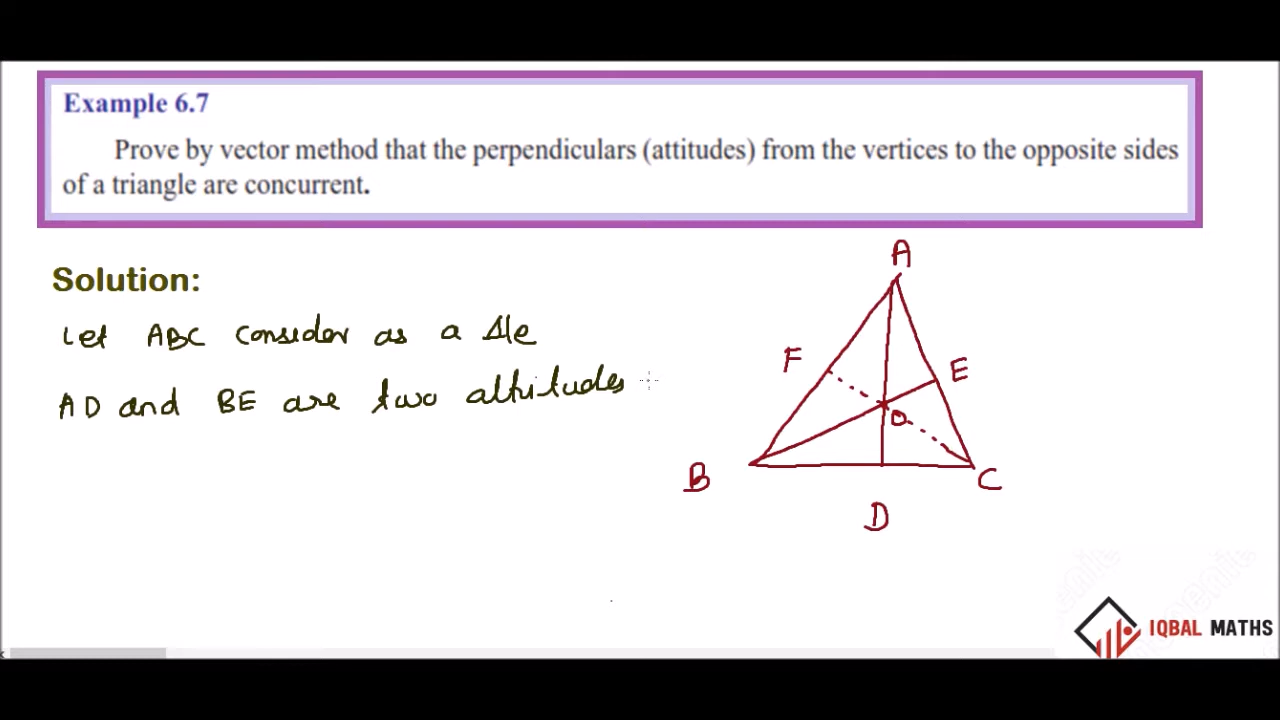 Example 6.7
Prove by vector method that the perpendiculars (attitudes) from the vertices to the opposite sides
of a triangle are concurrent.
Solution:
Let ABC Consider as a Δle
AD and BE are two altitudes
A
F
E
O
B
C
D
IQBAL MATHS